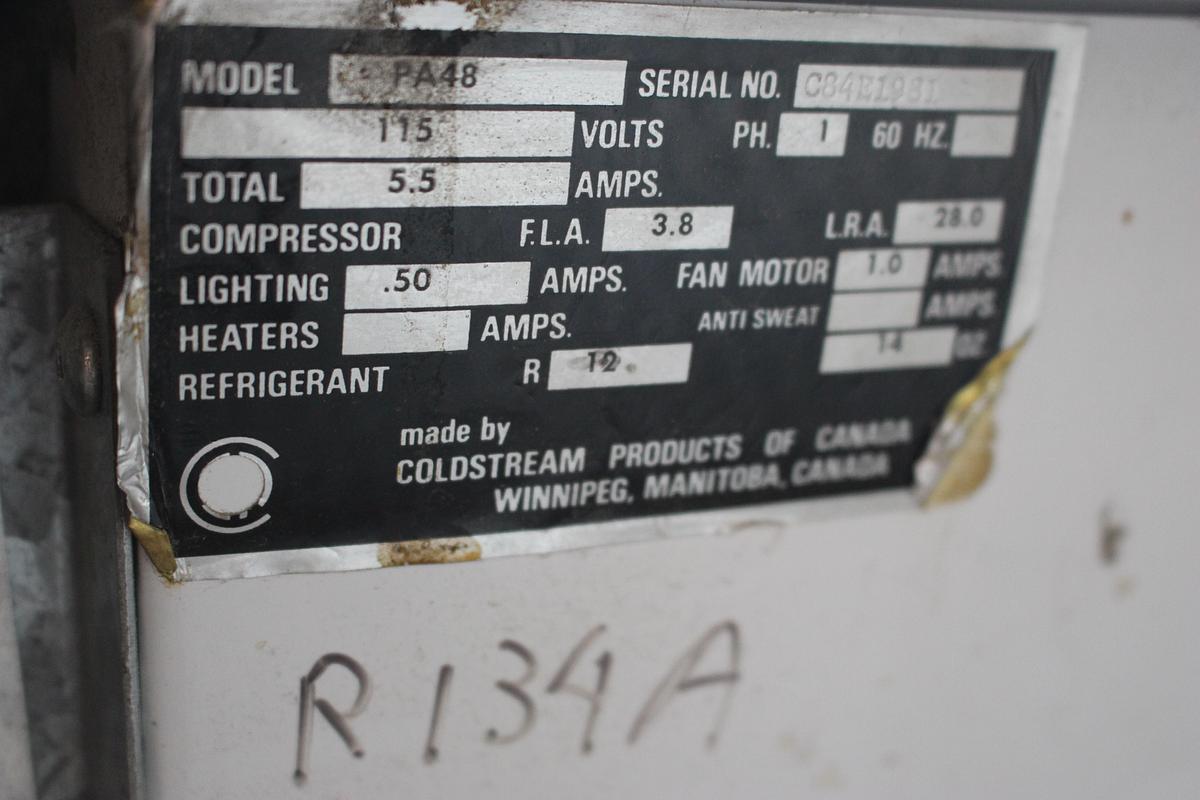 MODEL PA48 SERIAL NO. C84E1981
115 VOLTS PH. 1 60 HZ.
TOTAL 5.5 AMPS.
COMPRESSOR F.L.A. 3.8 L.R.A. 28.0
LIGHTING .50 AMPS. FAN MOTOR 1.0 AMPS.
HEATERS AMPS. ANTI SWEAT AMPS.
REFRIGERANT R 12 14 OZ
made by
COLDSTREAM PRODUCTS OF CANADA
WINNIPEG, MANITOBA, CANADA
R134A